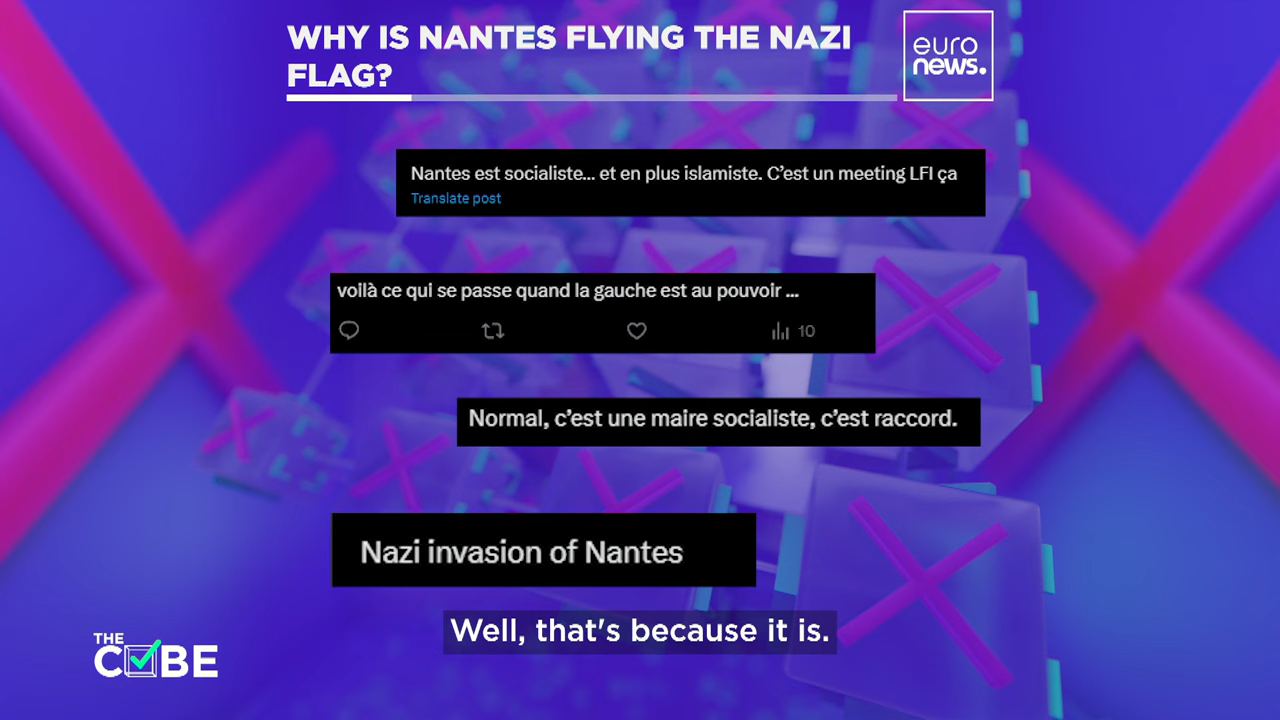 WHY IS NANTES FLYING THE NAZI
FLAG?
euro
news.
Nantes est socialiste... et en plus islamiste. C'est un meeting LFI ça
Translate post
voilà ce qui se passe quand la gauche est au pouvoir ...
10
Normal, c'est une maire socialiste, c'est raccord.
Nazi invasion of Nantes
Well, that's because it is.
THE
CUBE